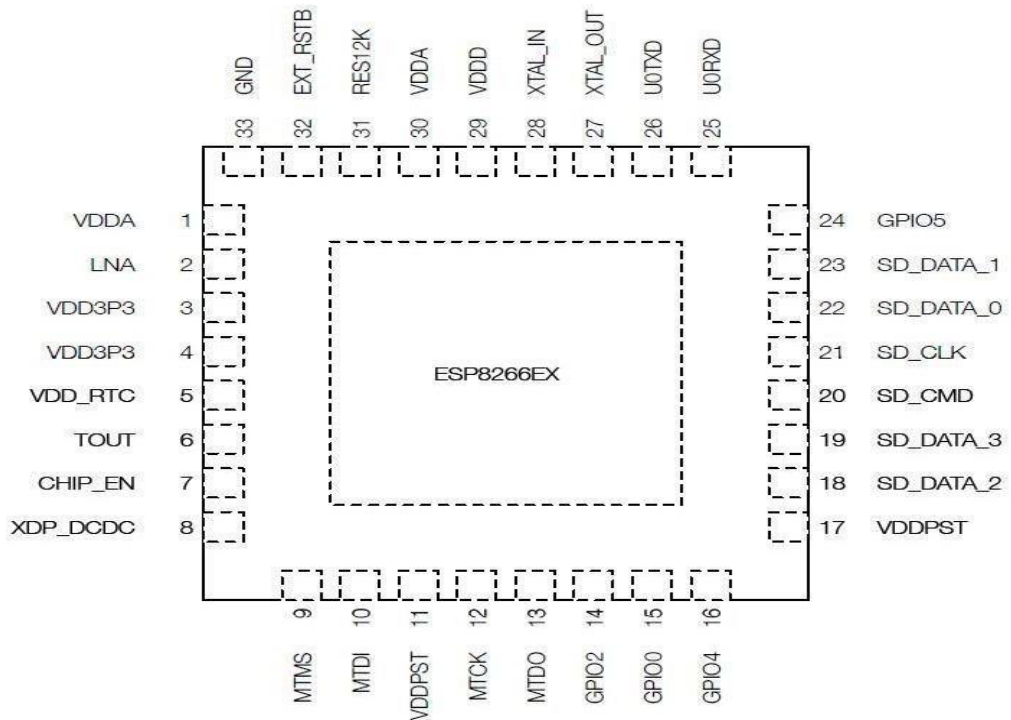 GND EXT_RSTB RES12K VDDA VDDD XTAL_IN XTAL_OUT U0TXD U0RXD
33 32 31 30 29 28 27 26 25
VDDA 1 24 GPIO5
LNA 2 23 SD_DATA_1
VDD3P3 3 22 SD_DATA_0
VDD3P3 4 21 SD_CLK
ESP8266EX
VDD_RTC 5 20 SD_CMD
TOUT 6 19 SD_DATA_3
CHIP_EN 7 18 SD_DATA_2
XDP_DCDC 8 17 VDDPST
9 10 11 12 13 14 15 16
MTMS MTDI VDDPST MTCK MTDO GPIO2 GPIO0 GPIO4